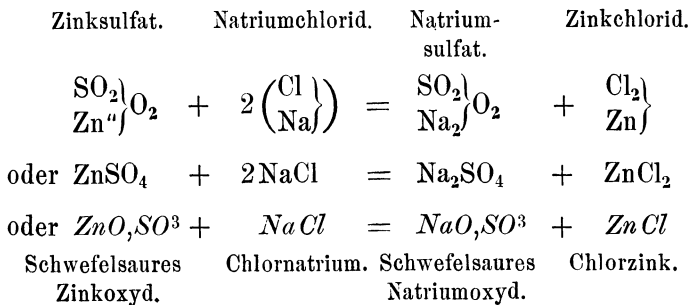 Zinksulfat. Natriumchlorid. Natrium- Zinkchlorid.
sulfat.
SO₂ } O₂ + 2 ( Cl } ) = SO₂ } O₂ + Cl₂ }
Zn" Na Na₂ Zn
oder ZnSO₄ + 2NaCl = Na₂SO₄ + ZnCl₂
oder ZnO,SO³ + NaCl = NaO,SO³ + ZnCl
Schwefelsaures Chlornatrium. Schwefelsaures Chlorzink.
Zinkoxyd. Natriumoxyd.